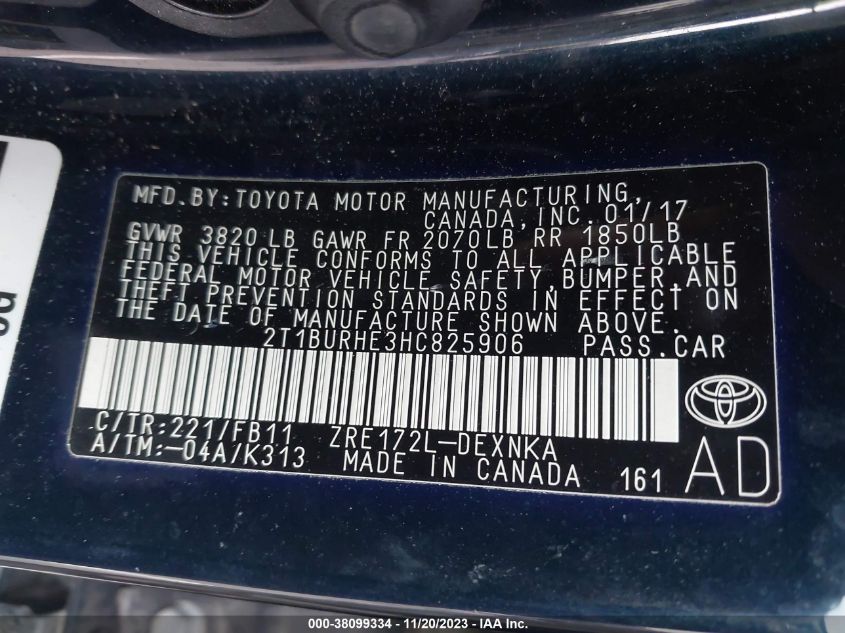 MFD.BY:TOYOTA MOTOR MANUFACTURING,
CANADA,INC. 01/17
GVWR 3820 LB GAWR FR 2070LB RR 1850LB
THIS VEHICLE CONFORMS TO ALL APPLICABLE
FEDERAL MOTOR VEHICLE SAFETY,BUMPER,AND
THEFT PREVENTION STANDARDS IN EFFECT ON
THE DATE OF MANUFACTURE SHOWN ABOVE.
2T1BURHE3HC825906 PASS.CAR
C/TR:221/FB11 ZRE172L-DEXNKA
A/TM:-04A/K313 MADE IN CANADA 161 AD
000-38099334 | 11/20/2023 — IAA Inc.